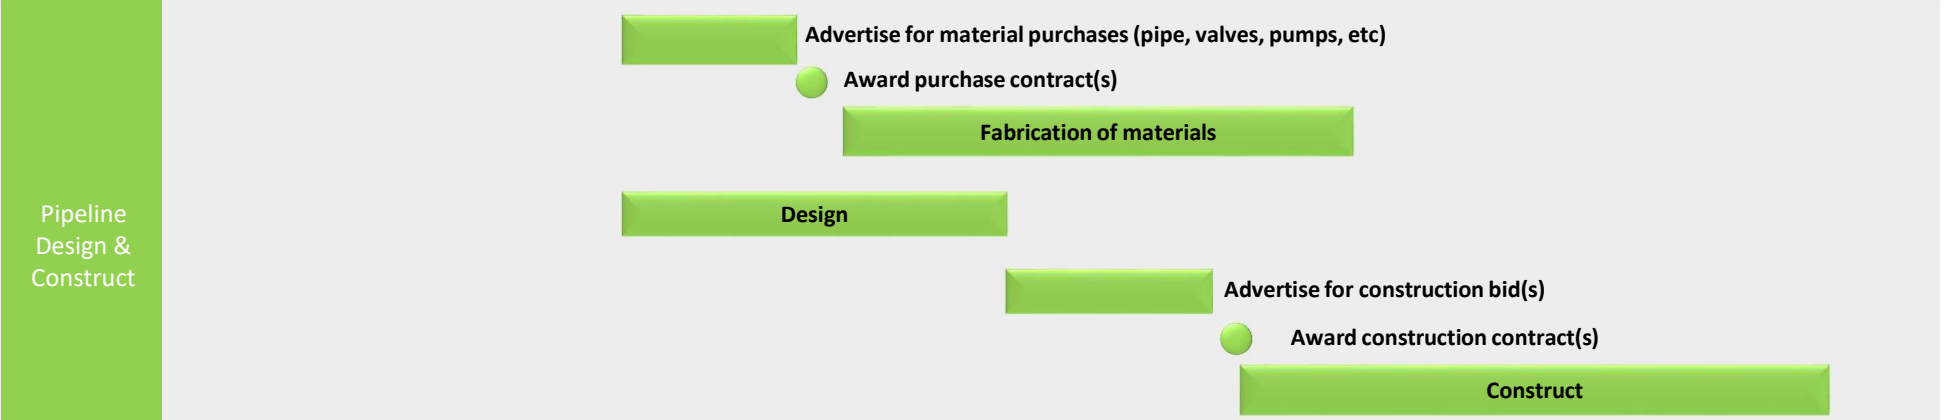 Advertise for material purchases (pipe, valves, pumps, etc)
Award purchase contract(s)
Fabrication of materials
Pipeline
Design &
Construct
Design
Advertise for construction bid(s)
Award construction contract(s)
Construct